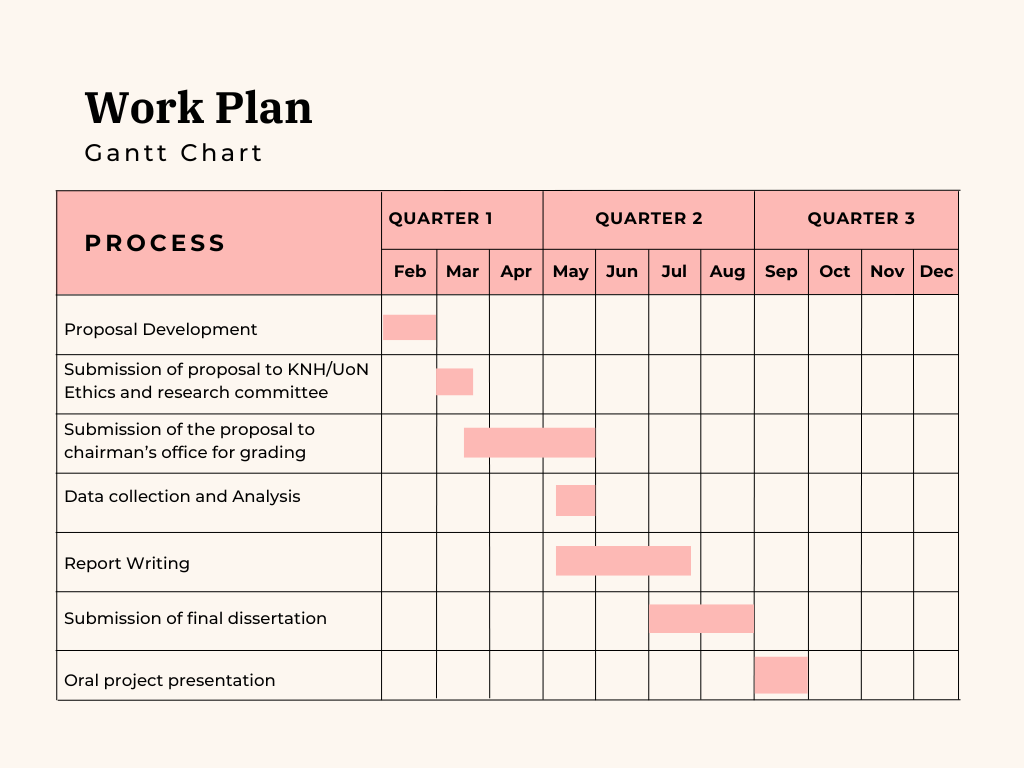 Work Plan
Gantt Chart
PROCESS
QUARTER 1 QUARTER 2 QUARTER 3
Feb Mar Apr May Jun Jul Aug Sep Oct Nov Dec
Proposal Development
Submission of proposal to KNH/UoN
Ethics and research committee
Submission of the proposal to
chairman’s office for grading
Data collection and Analysis
Report Writing
Submission of final dissertation
Oral project presentation